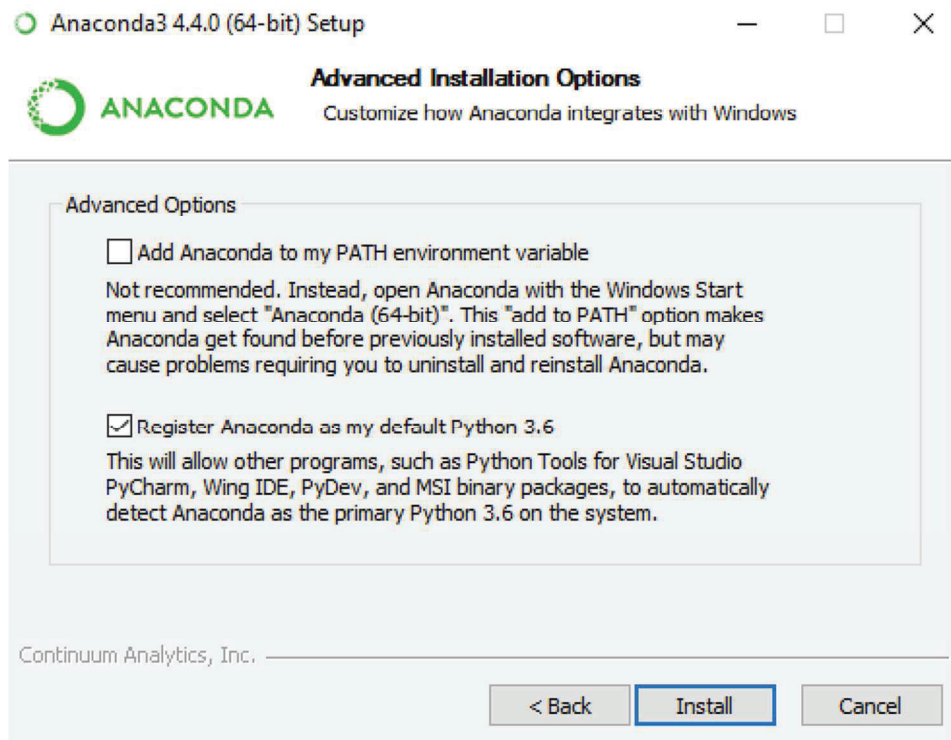 Anaconda3 4.4.0 (64-bit) Setup
ANACONDA
Advanced Installation Options
Customize how Anaconda integrates with Windows
Advanced Options
Add Anaconda to my PATH environment variable
Not recommended. Instead, open Anaconda with the Windows Start
menu and select "Anaconda (64-bit)". This "add to PATH" option makes
Anaconda get found before previously installed software, but may
cause problems requiring you to uninstall and reinstall Anaconda.
Register Anaconda as my default Python 3.6
This will allow other programs, such as Python Tools for Visual Studio
PyCharm, Wing IDE, PyDev, and MSI binary packages, to automatically
detect Anaconda as the primary Python 3.6 on the system.
Continuum Analytics, Inc.
< Back
Install
Cancel